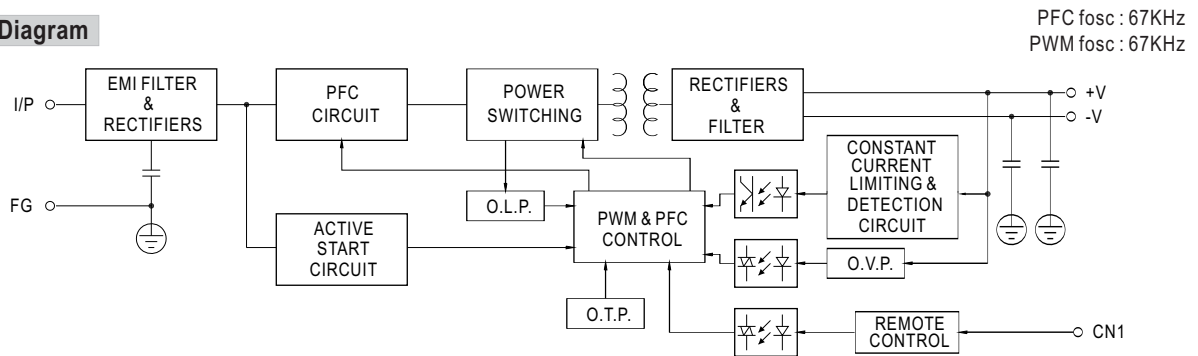 Diagram
PFC fosc : 67KHz
PWM fosc : 67KHz
I/P
EMI FILTER
&
RECTIFIERS
PFC
CIRCUIT
POWER
SWITCHING
RECTIFIERS
&
FILTER
+V
-V
FG
ACTIVE
START
CIRCUIT
O.L.P.
PWM & PFC
CONTROL
O.T.P.
CONSTANT
CURRENT
LIMITING &
DETECTION
CIRCUIT
O.V.P.
REMOTE
CONTROL
CN1